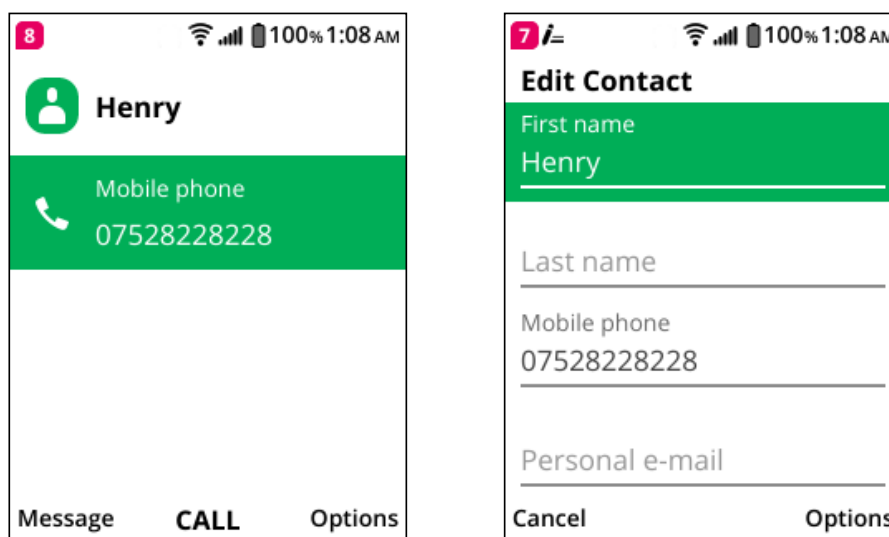 8 100% 1:08 AM
Henry
Mobile phone
07528228228
Message CALL Options
7 100% 1:08 AM
Edit Contact
First name
Henry
Last name
Mobile phone
07528228228
Personal e-mail
Cancel Options